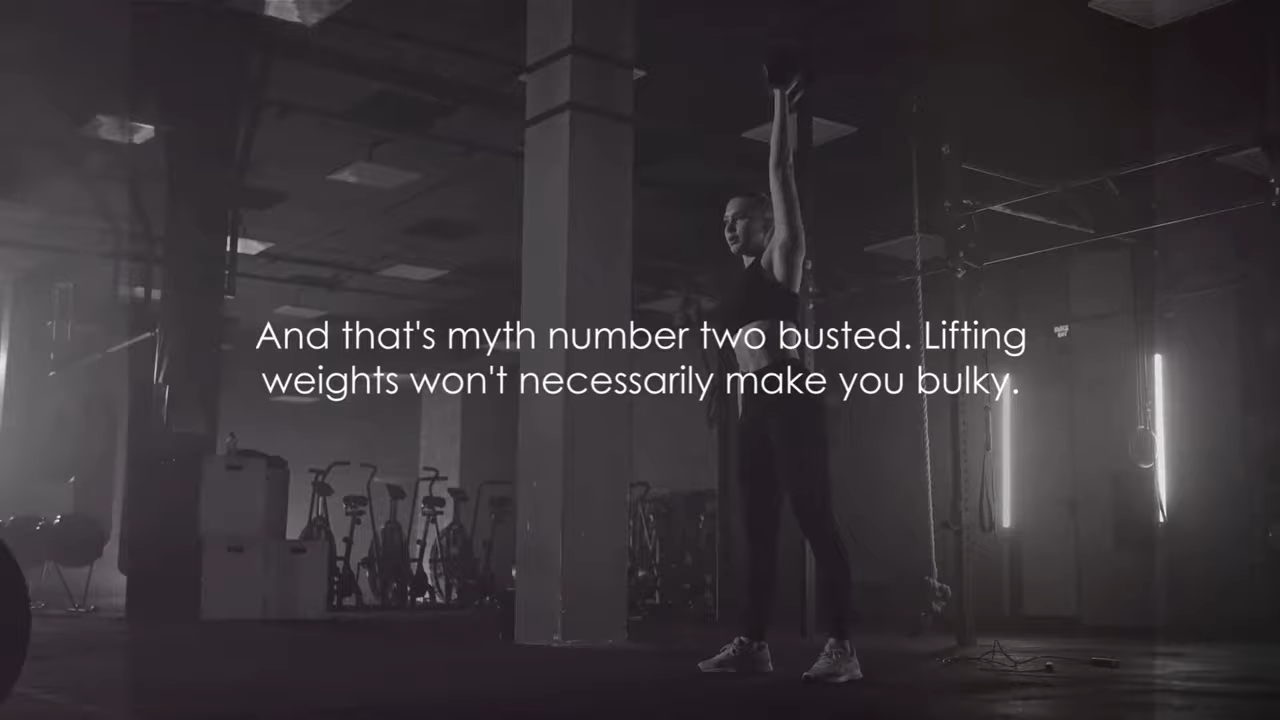 And that's myth number two busted. Lifting
weights won't necessarily make you bulky.